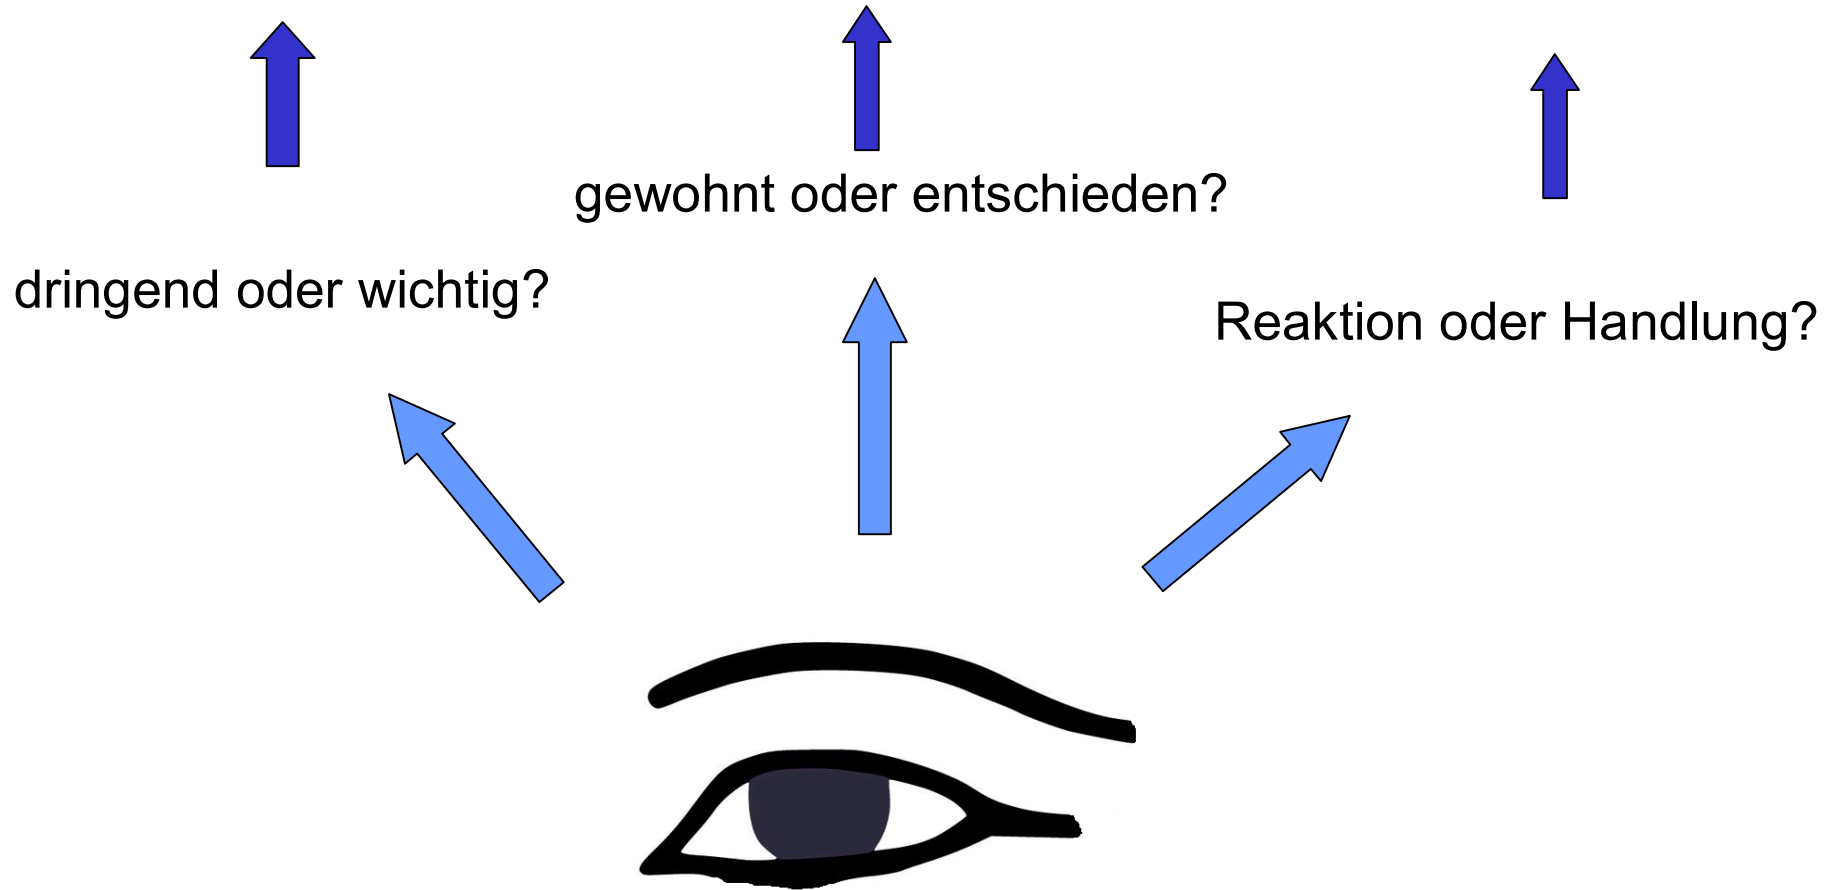 gewohnt oder entschieden?
dringend oder wichtig?
Reaktion oder Handlung?